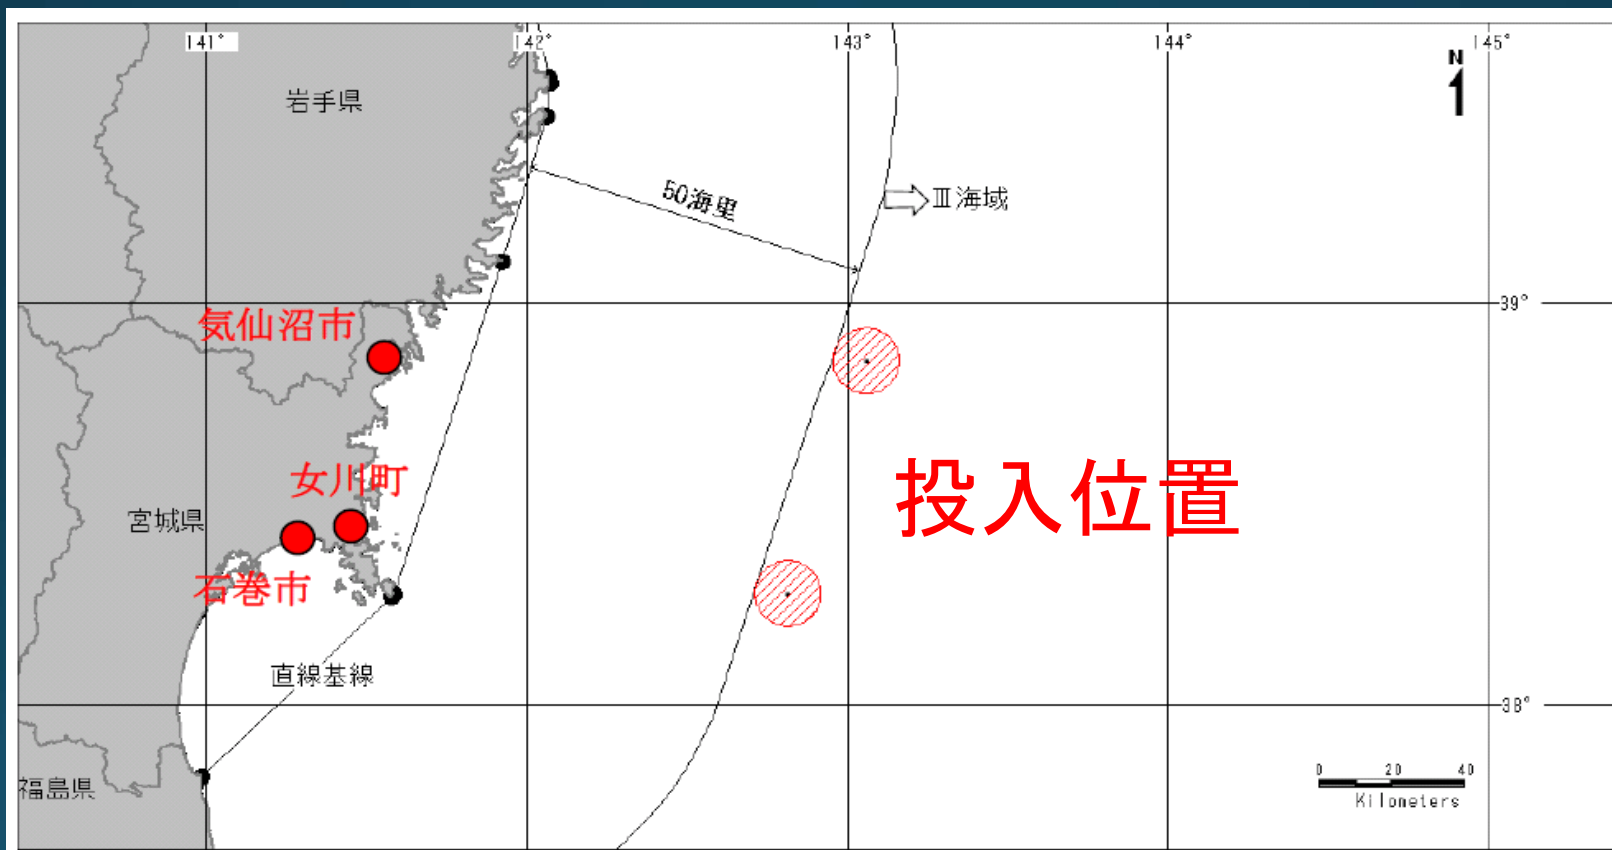 141°
142°
143°
144°
145°
N
岩手県
50海里
Ⅲ海域
39°
気仙沼市
女川町
投入位置
宮城県
石巻市
直線基線
38°
福島県
0 20 40
Kilometers